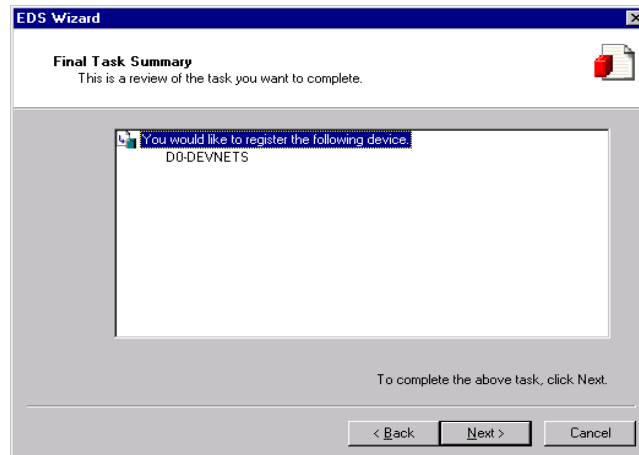 EDS Wizard
Final Task Summary
This is a review of the task you want to complete.
You would like to register the following device.
D0-DEVNETS
To complete the above task, click Next.
< Back
Next >
Cancel